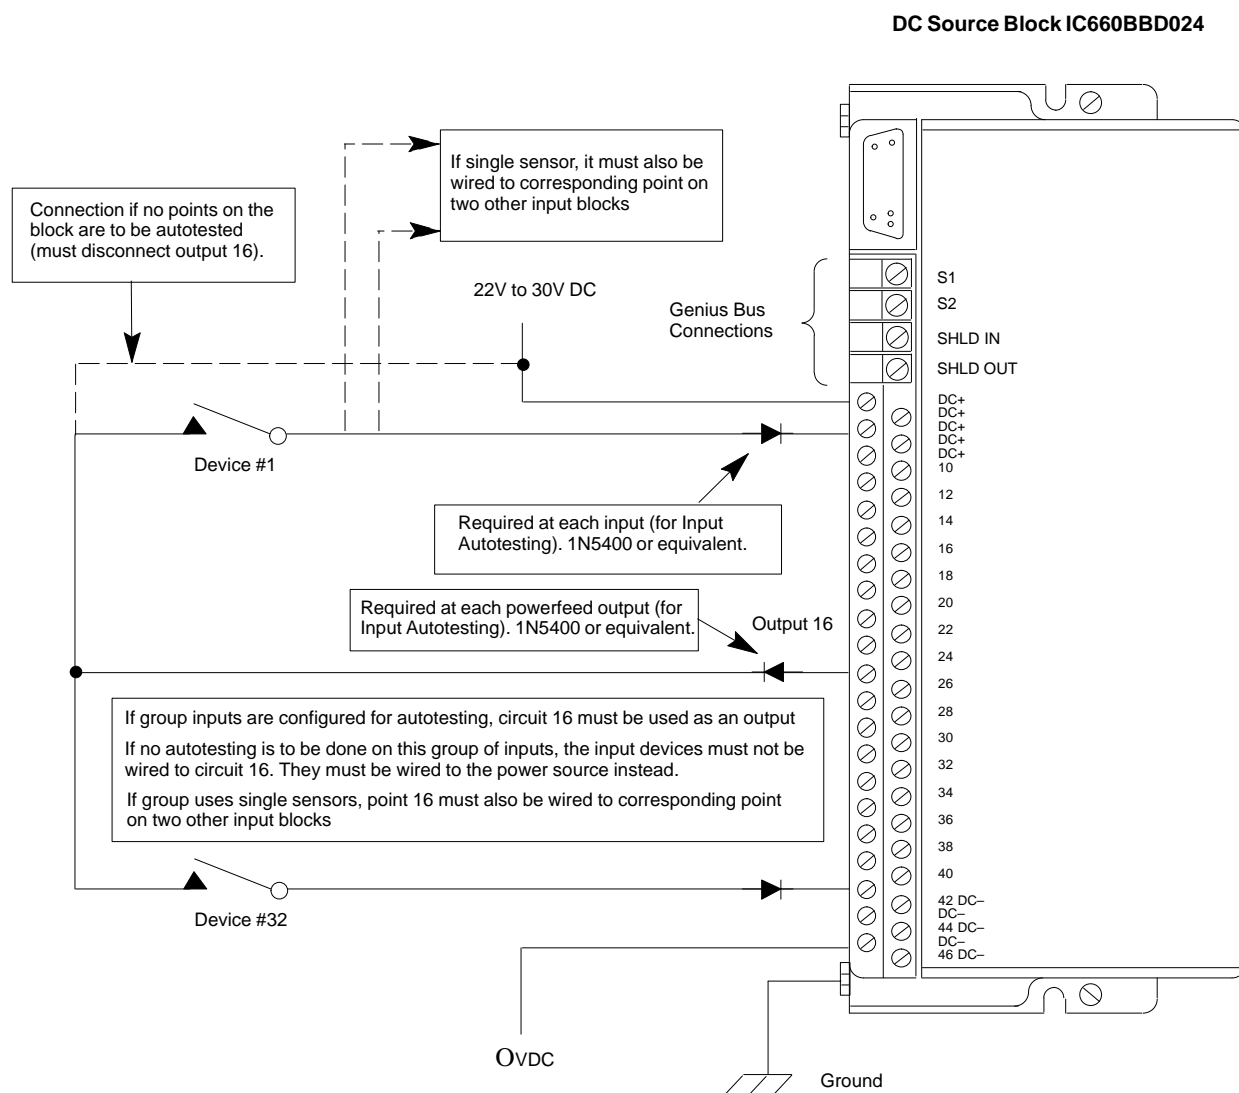 DC Source Block IC660BBD024
If single sensor, it must also be
wired to corresponding point on
two other input blocks
Connection if no points on the
block are to be autotested
(must disconnect output 16).
22V to 30V DC
Genius Bus
Connections
S1
S2
SHLD IN
SHLD OUT
DC+
DC+
DC+
DC+
DC+
10
12
14
16
18
20
22
24
26
28
30
32
34
36
38
40
42 DC–
DC–
44 DC–
DC–
46 DC–
Device #1
Required at each input (for Input
Autotesting). 1N5400 or equivalent.
Required at each powerfeed output (for
Input Autotesting). 1N5400 or equivalent.
Output 16
If group inputs are configured for autotesting, circuit 16 must be used as an output
If no autotesting is to be done on this group of inputs, the input devices must not be
wired to circuit 16. They must be wired to the power source instead.
If group uses single sensors, point 16 must also be wired to corresponding point
on two other input blocks
Device #32
OVDC
Ground